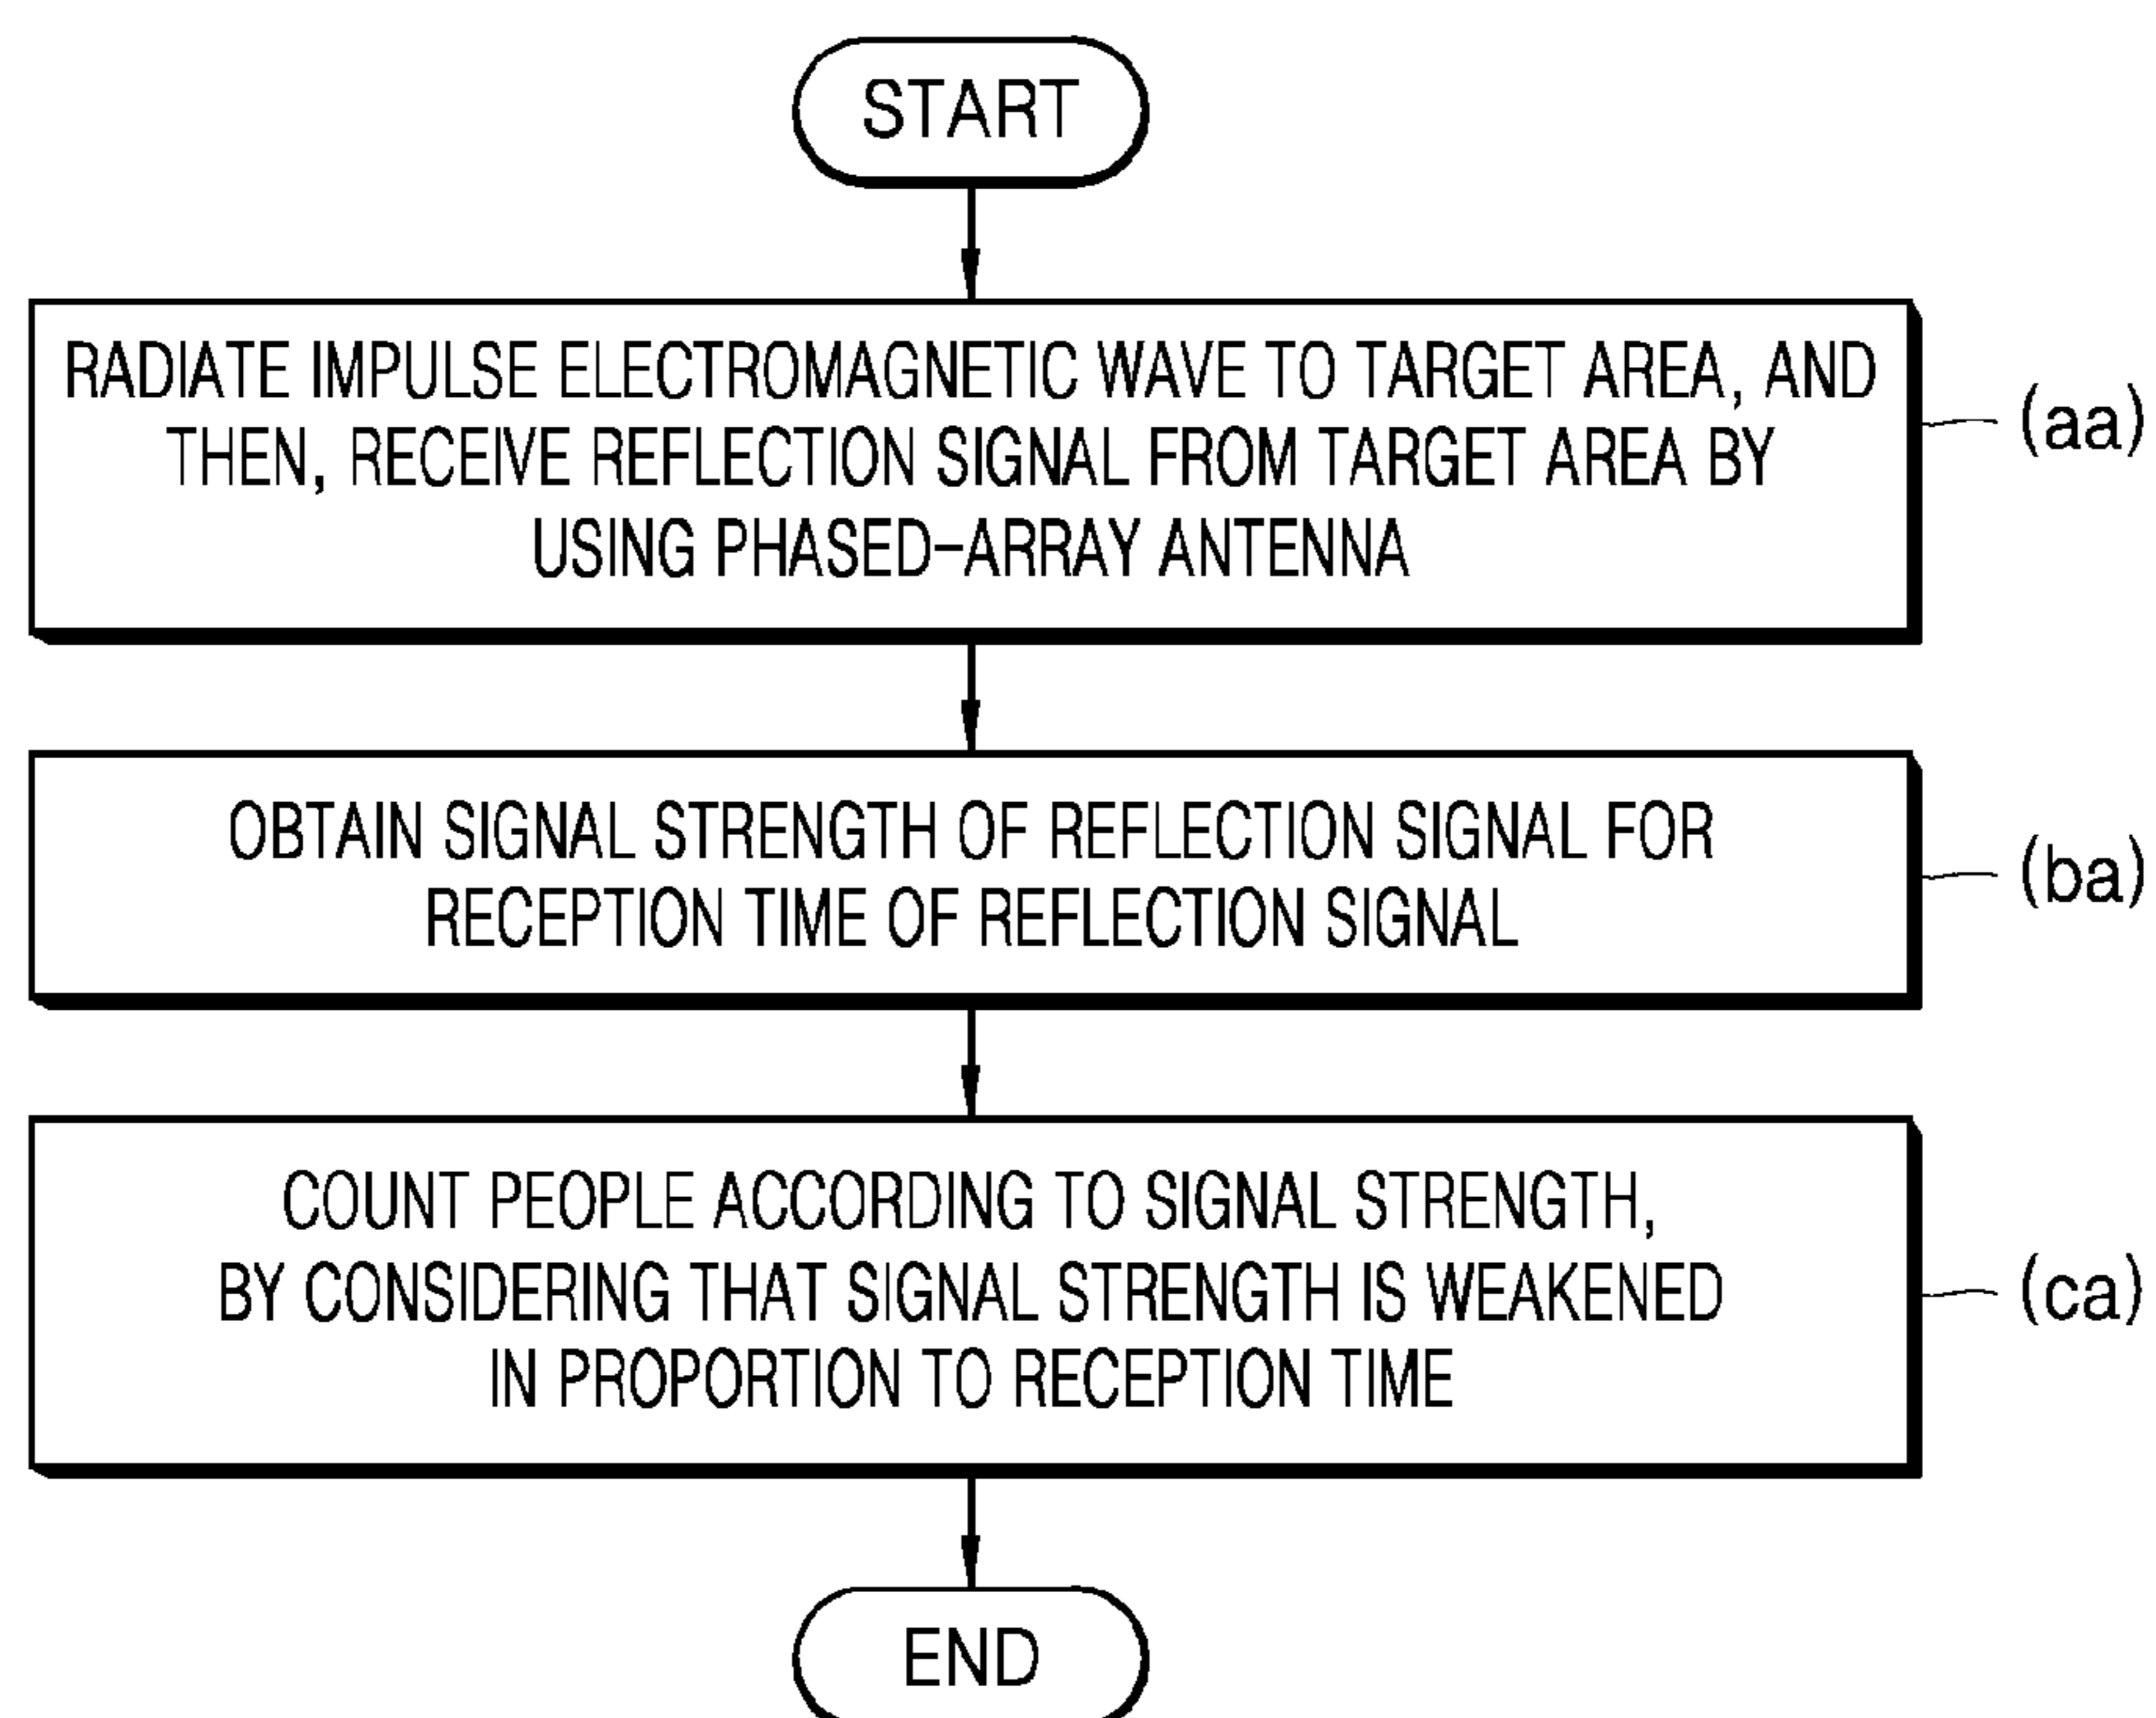 START
RADIATE IMPULSE ELECTROMAGNETIC WAVE TO TARGET AREA, AND
THEN, RECEIVE REFLECTION SIGNAL FROM TARGET AREA BY
USING PHASED-ARRAY ANTENNA
(aa)
OBTAIN SIGNAL STRENGTH OF REFLECTION SIGNAL FOR
RECEPTION TIME OF REFLECTION SIGNAL
(ba)
COUNT PEOPLE ACCORDING TO SIGNAL STRENGTH,
BY CONSIDERING THAT SIGNAL STRENGTH IS WEAKENED
IN PROPORTION TO RECEPTION TIME
(ca)
END